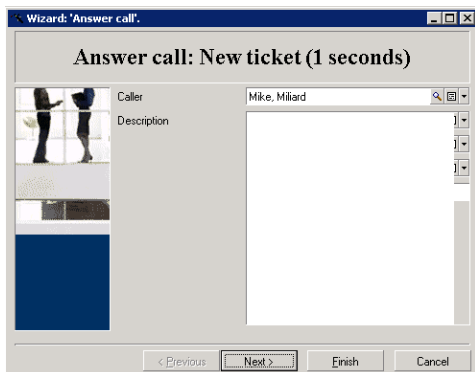 Wizard: 'Answer call'.
Answer call: New ticket (1 seconds)
Caller
Mike, Miliard
Description
< Previous
Next >
Finish
Cancel